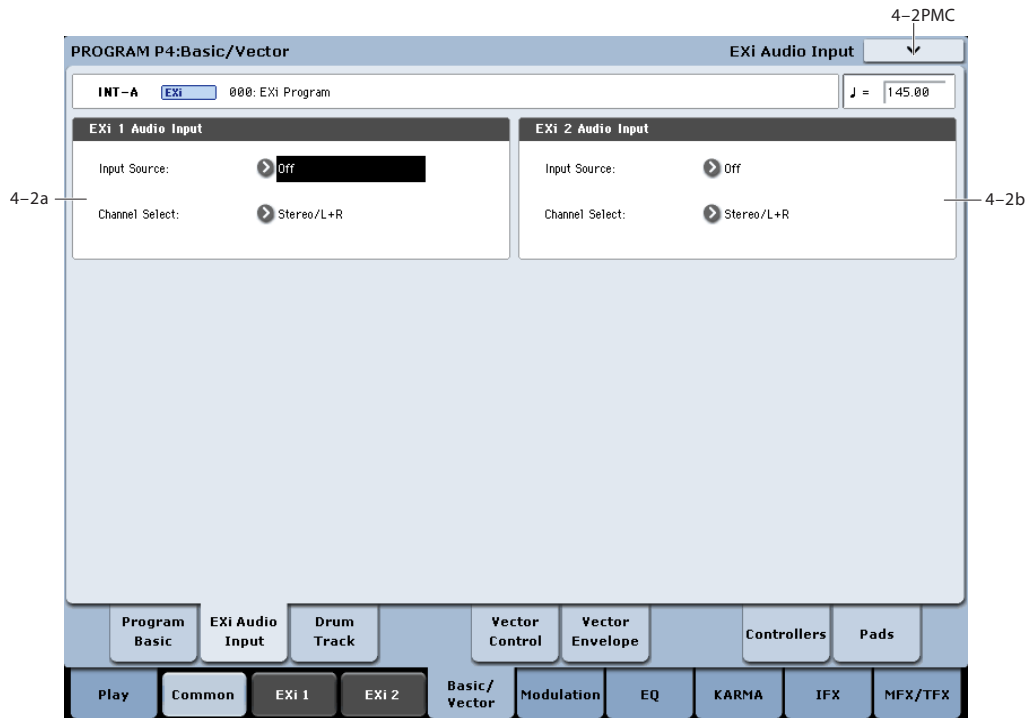 4–2PMC
PROGRAM P4:Basic/Vector EXi Audio Input
INT-A EXi 000: EXi Program ♩ = 145.00
EXi 1 Audio Input EXi 2 Audio Input
Input Source: Off Input Source: Off
4–2a 4–2b
Channel Select: Stereo/L+R Channel Select: Stereo/L+R
Program Basic EXi Audio Input Drum Track Vector Control Vector Envelope Controllers Pads
Play Common EXi 1 EXi 2 Basic/Vector Modulation EQ KARMA IFX MFX/TFX